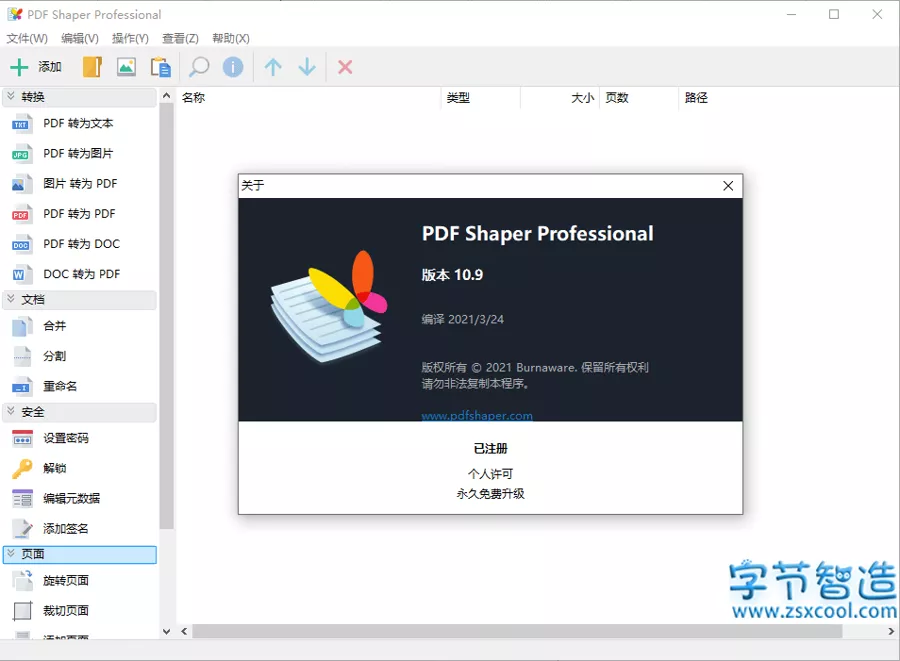 PDF Shaper Professional
文件(W) 编辑(V) 操作(Y) 查看(Z) 帮助(X)
添加
转换
PDF 转为文本
PDF 转为图片
图片 转为 PDF
PDF 转为 PDF
PDF 转为 DOC
DOC 转为 PDF
文档
合并
分割
重命名
安全
设置密码
解锁
编辑元数据
添加签名
页面
旋转页面
裁切页面
添加页面
名称 类型 大小 页数 路径
关于
PDF Shaper Professional
版本 10.9
编译 2021/3/24
版权所有 © 2021 Burnaware. 保留所有权利
请勿非法复制本程序。
www.pdfshaper.com
已注册
个人许可
永久免费升级
字节智造
www.zsxcool.com